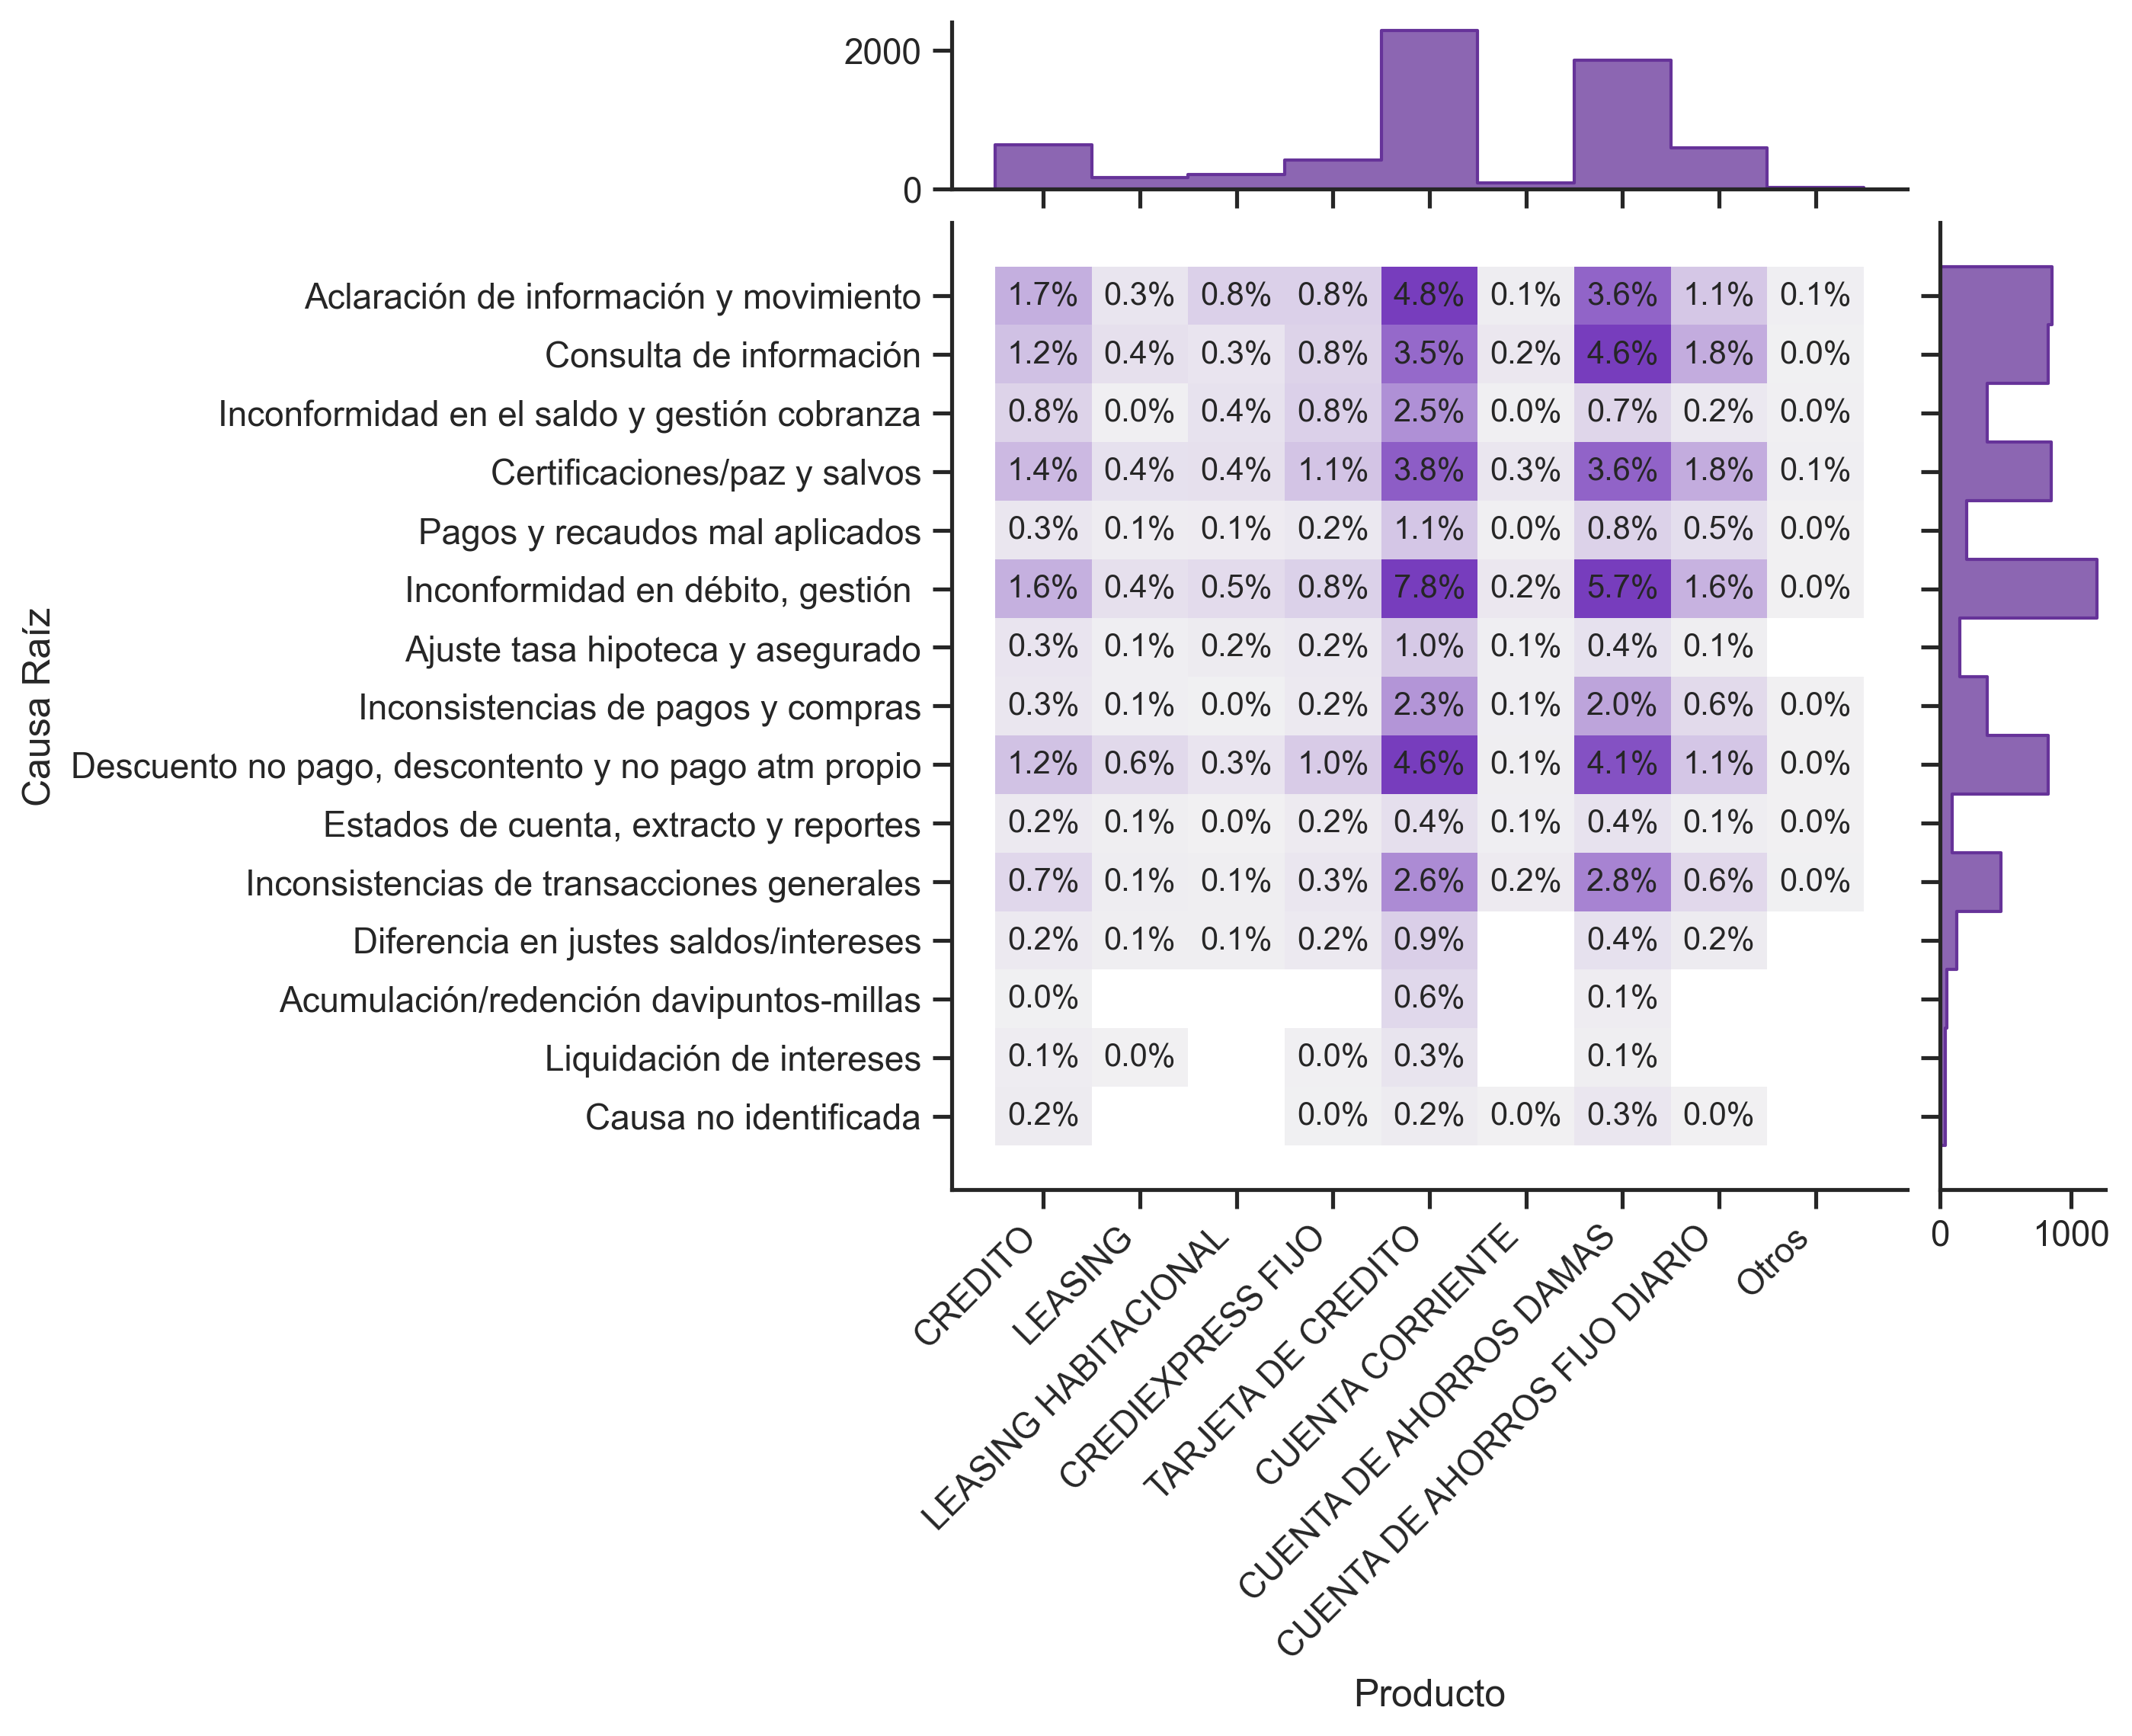 2000
0
Aclaración de información y movimiento 1.7% 0.3% 0.8% 0.8% 4.8% 0.1% 3.6% 1.1% 0.1%
Consulta de información 1.2% 0.4% 0.3% 0.8% 3.5% 0.2% 4.6% 1.8% 0.0%
Inconformidad en el saldo y gestión cobranza 0.8% 0.0% 0.4% 0.8% 2.5% 0.0% 0.7% 0.2% 0.0%
Certificaciones/paz y salvos 1.4% 0.4% 0.4% 1.1% 3.8% 0.3% 3.6% 1.8% 0.1%
Pagos y recaudos mal aplicados 0.3% 0.1% 0.1% 0.2% 1.1% 0.0% 0.8% 0.5% 0.0%
Inconformidad en débito, gestión 1.6% 0.4% 0.5% 0.8% 7.8% 0.2% 5.7% 1.6% 0.0%
Ajuste tasa hipoteca y asegurado 0.3% 0.1% 0.2% 0.2% 1.0% 0.1% 0.4% 0.1%
Inconsistencias de pagos y compras 0.3% 0.1% 0.0% 0.2% 2.3% 0.1% 2.0% 0.6% 0.0%
Descuento no pago, descontento y no pago atm propio 1.2% 0.6% 0.3% 1.0% 4.6% 0.1% 4.1% 1.1% 0.0%
Estados de cuenta, extracto y reportes 0.2% 0.1% 0.0% 0.2% 0.4% 0.1% 0.4% 0.1% 0.0%
Inconsistencias de transacciones generales 0.7% 0.1% 0.1% 0.3% 2.6% 0.2% 2.8% 0.6% 0.0%
Diferencia en justes saldos/intereses 0.2% 0.1% 0.1% 0.2% 0.9% 0.4% 0.2%
Acumulación/redención davipuntos-millas 0.0% 0.6% 0.1%
Liquidación de intereses 0.1% 0.0% 0.0% 0.3% 0.1%
Causa no identificada 0.2% 0.0% 0.2% 0.0% 0.3% 0.0%
Causa Raíz
0 1000
CREDITO
LEASING
LEASING HABITACIONAL
CREDIEXPRESS FIJO
TARJETA DE CREDITO
CUENTA CORRIENTE
CUENTA DE AHORROS DAMAS
CUENTA DE AHORROS FIJO DIARIO
Otros
Producto